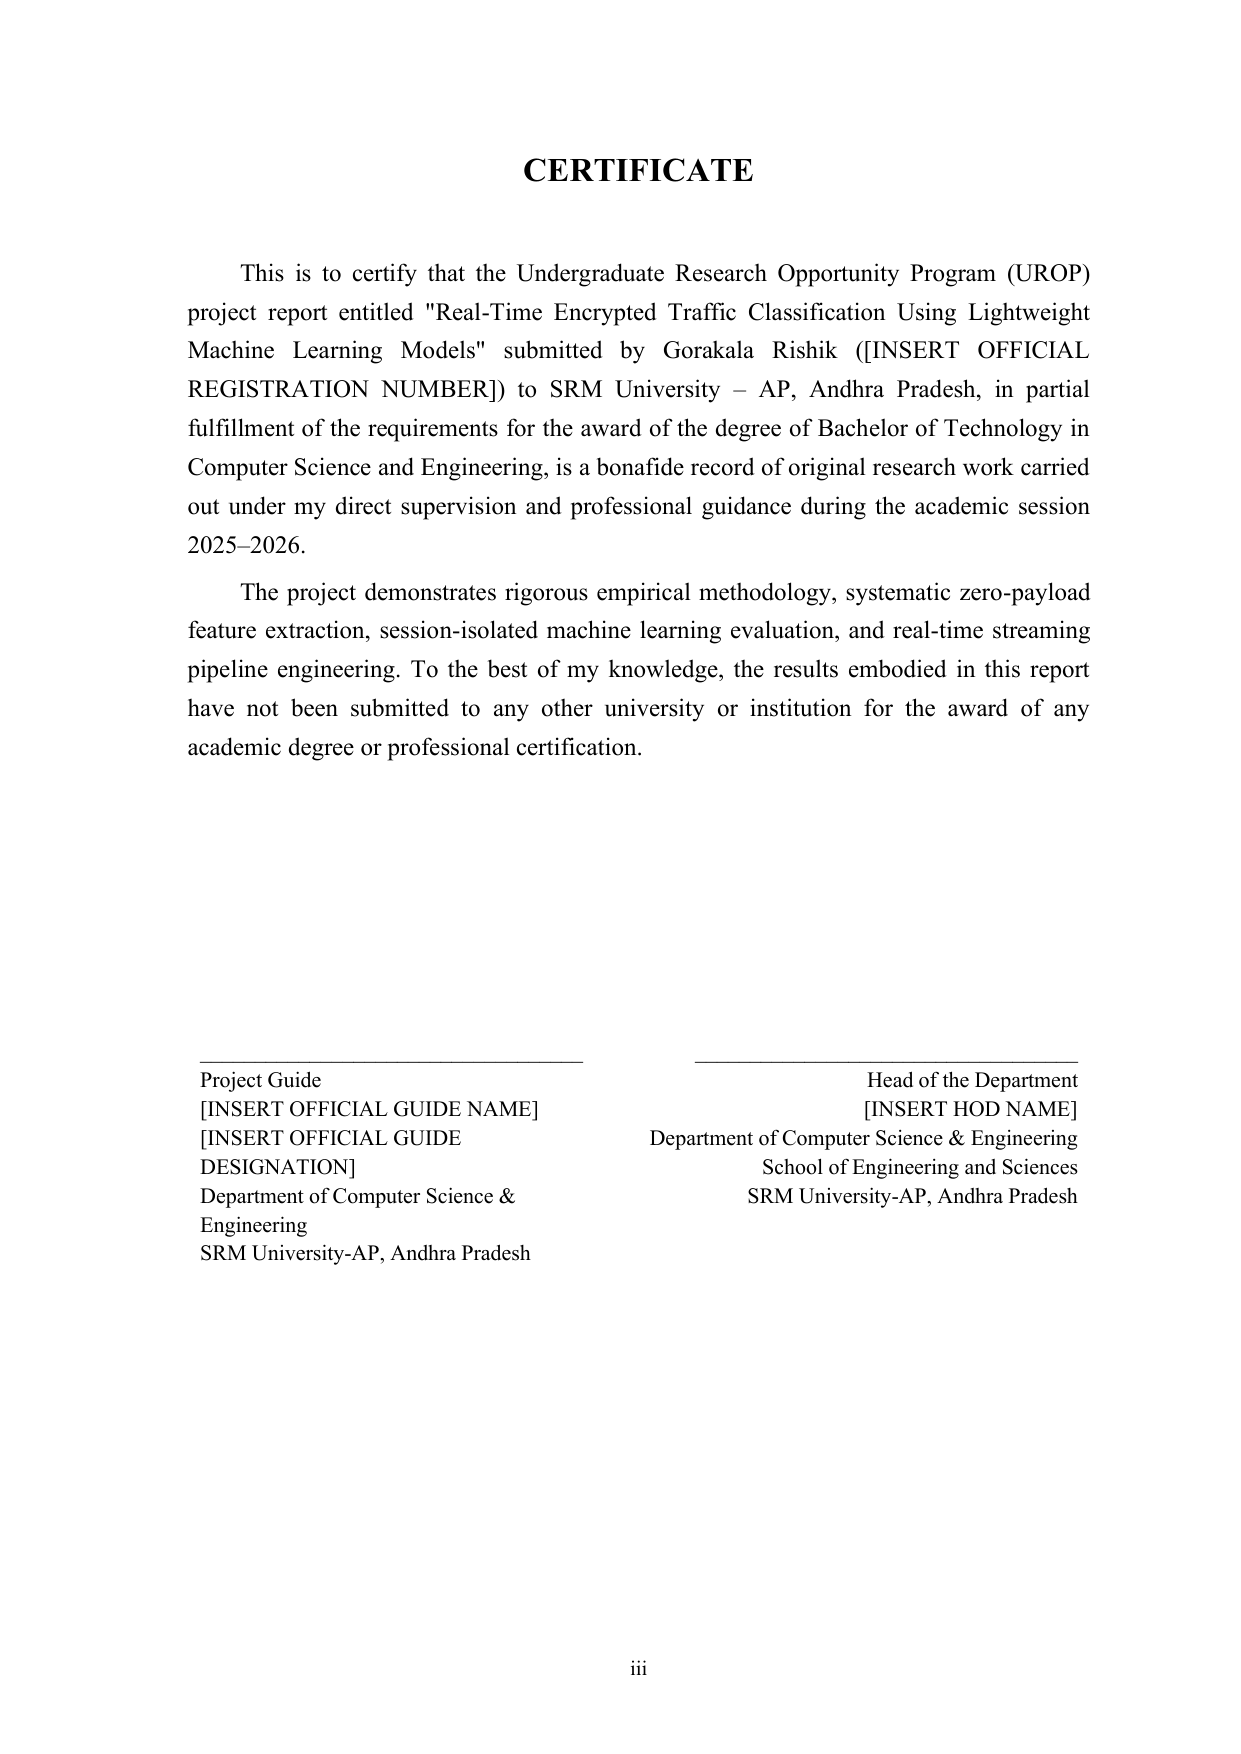 CERTIFICATE
This is to certify that the Undergraduate Research Opportunity Program (UROP)
project report entitled "Real-Time Encrypted Traffic Classification Using Lightweight
Machine Learning Models" submitted by Gorakala Rishik ([INSERT OFFICIAL
REGISTRATION NUMBER]) to SRM University – AP, Andhra Pradesh, in partial
fulfillment of the requirements for the award of the degree of Bachelor of Technology in
Computer Science and Engineering, is a bonafide record of original research work carried
out under my direct supervision and professional guidance during the academic session
2025–2026.
The project demonstrates rigorous empirical methodology, systematic zero-payload
feature extraction, session-isolated machine learning evaluation, and real-time streaming
pipeline engineering. To the best of my knowledge, the results embodied in this report
have not been submitted to any other university or institution for the award of any
academic degree or professional certification.
Project Guide
[INSERT OFFICIAL GUIDE NAME]
[INSERT OFFICIAL GUIDE
DESIGNATION]
Department of Computer Science &
Engineering
SRM University-AP, Andhra Pradesh
Head of the Department
[INSERT HOD NAME]
Department of Computer Science & Engineering
School of Engineering and Sciences
SRM University-AP, Andhra Pradesh
iii